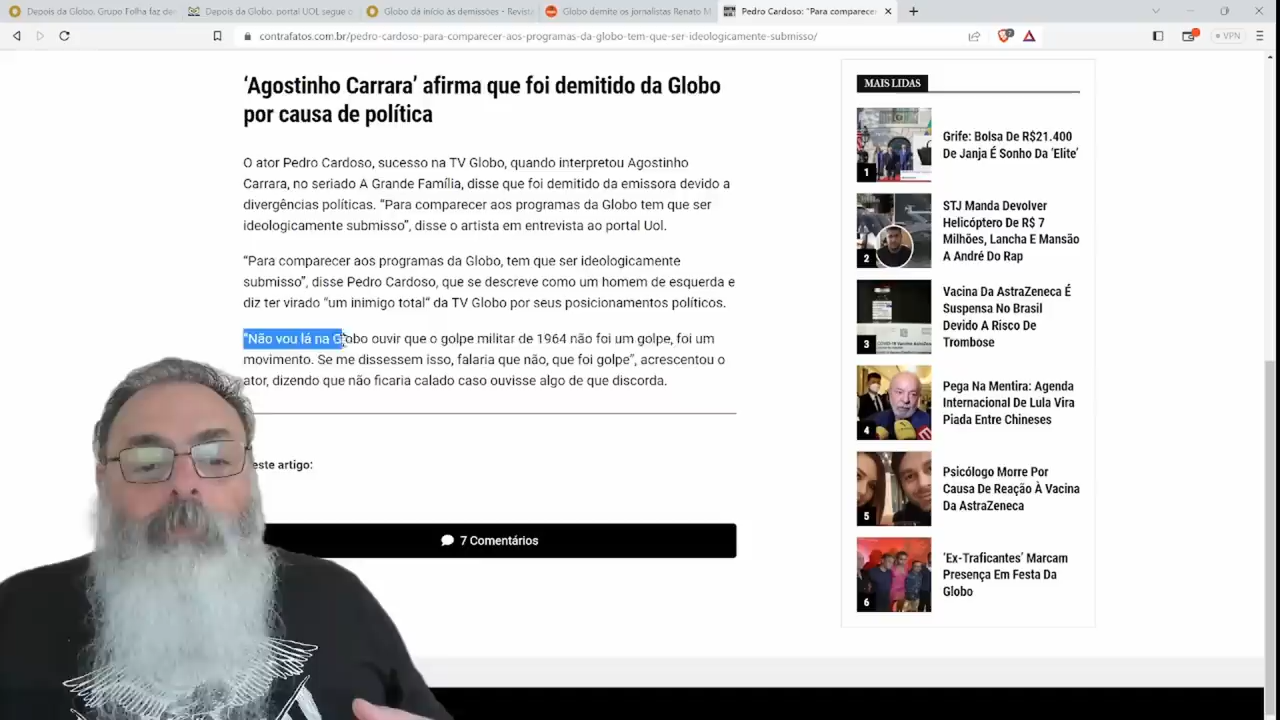 Depois da Globo, Grupo Folha faz den
Depois da Globo, portal UOL segue o
Globo dá início às demissões - Revist
Globo demite os jornalistas Renato M
Pedro Cardoso: "Para comparecer
contrafatos.com.br/pedro-cardoso-para-comparecer-aos-programas-da-globo-tem-que-ser-ideologicamente-submisso/
VPN
‘Agostinho Carrara’ afirma que foi demitido da Globo
por causa de política
O ator Pedro Cardoso, sucesso na TV Globo, quando interpretou Agostinho
Carrara, no seriado A Grande Família, disse que foi demitido da emissora devido a
divergências políticas. “Para comparecer aos programas da Globo tem que ser
ideologicamente submisso”, disse o artista em entrevista ao portal Uol.
“Para comparecer aos programas da Globo, tem que ser ideologicamente
submisso”, disse Pedro Cardoso, que se descreve como um homem de esquerda e
diz ter virado “um inimigo total“ da TV Globo por seus posicionamentos políticos.
“Não vou lá na Globo ouvir que o golpe militar de 1964 não foi um golpe, foi um
movimento. Se me dissessem isso, falaria que não, que foi golpe”, acrescentou o
ator, dizendo que não ficaria calado caso ouvisse algo de que discorda.
este artigo:
7 Comentários
MAIS LIDAS
1
Grife: Bolsa De R$21.400
De Janja É Sonho Da ‘Elite’
2
STJ Manda Devolver
Helicóptero De R$ 7
Milhões, Lancha E Mansão
A André Do Rap
3
Vacina Da AstraZeneca É
Suspensa No Brasil
Devido A Risco De
Trombose
4
Pega Na Mentira: Agenda
Internacional De Lula Vira
Piada Entre Chineses
5
Psicólogo Morre Por
Causa De Reação À Vacina
Da AstraZeneca
6
‘Ex-Traficantes’ Marcam
Presença Em Festa Da
Globo